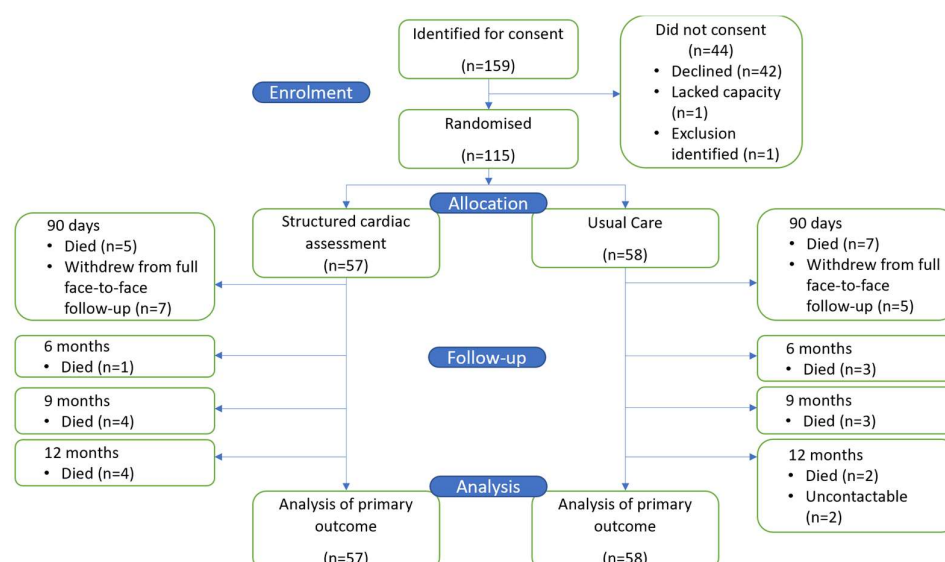 Identified for consent
(n=159)
Did not consent
(n=44)
• Declined (n=42)
• Lacked capacity
(n=1)
• Exclusion
identified (n=1)
Enrolment
Randomised
(n=115)
Allocation
Structured cardiac
assessment
(n=57)
Usual Care
(n=58)
90 days
• Died (n=5)
• Withdrew from full
face-to-face
follow-up (n=7)
90 days
• Died (n=7)
• Withdrew from full
face-to-face
follow-up (n=5)
Follow-up
6 months
• Died (n=1)
6 months
• Died (n=3)
9 months
• Died (n=4)
9 months
• Died (n=3)
12 months
• Died (n=4)
12 months
• Died (n=2)
• Uncontactable
(n=2)
Analysis
Analysis of primary
outcome
(n=57)
Analysis of primary
outcome
(n=58)